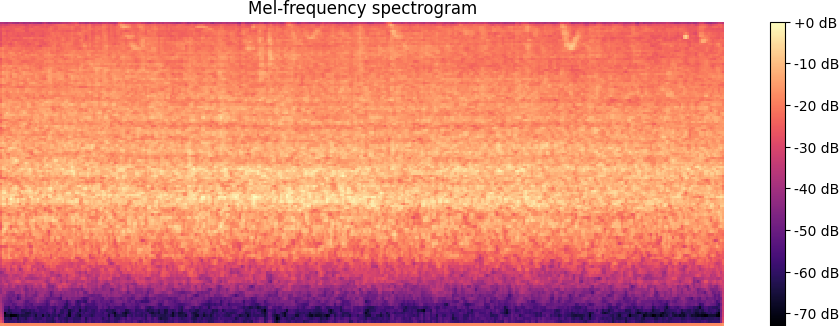 Mel-frequency spectrogram
+0 dB
-10 dB
-20 dB
-30 dB
-40 dB
-50 dB
-60 dB
-70 dB